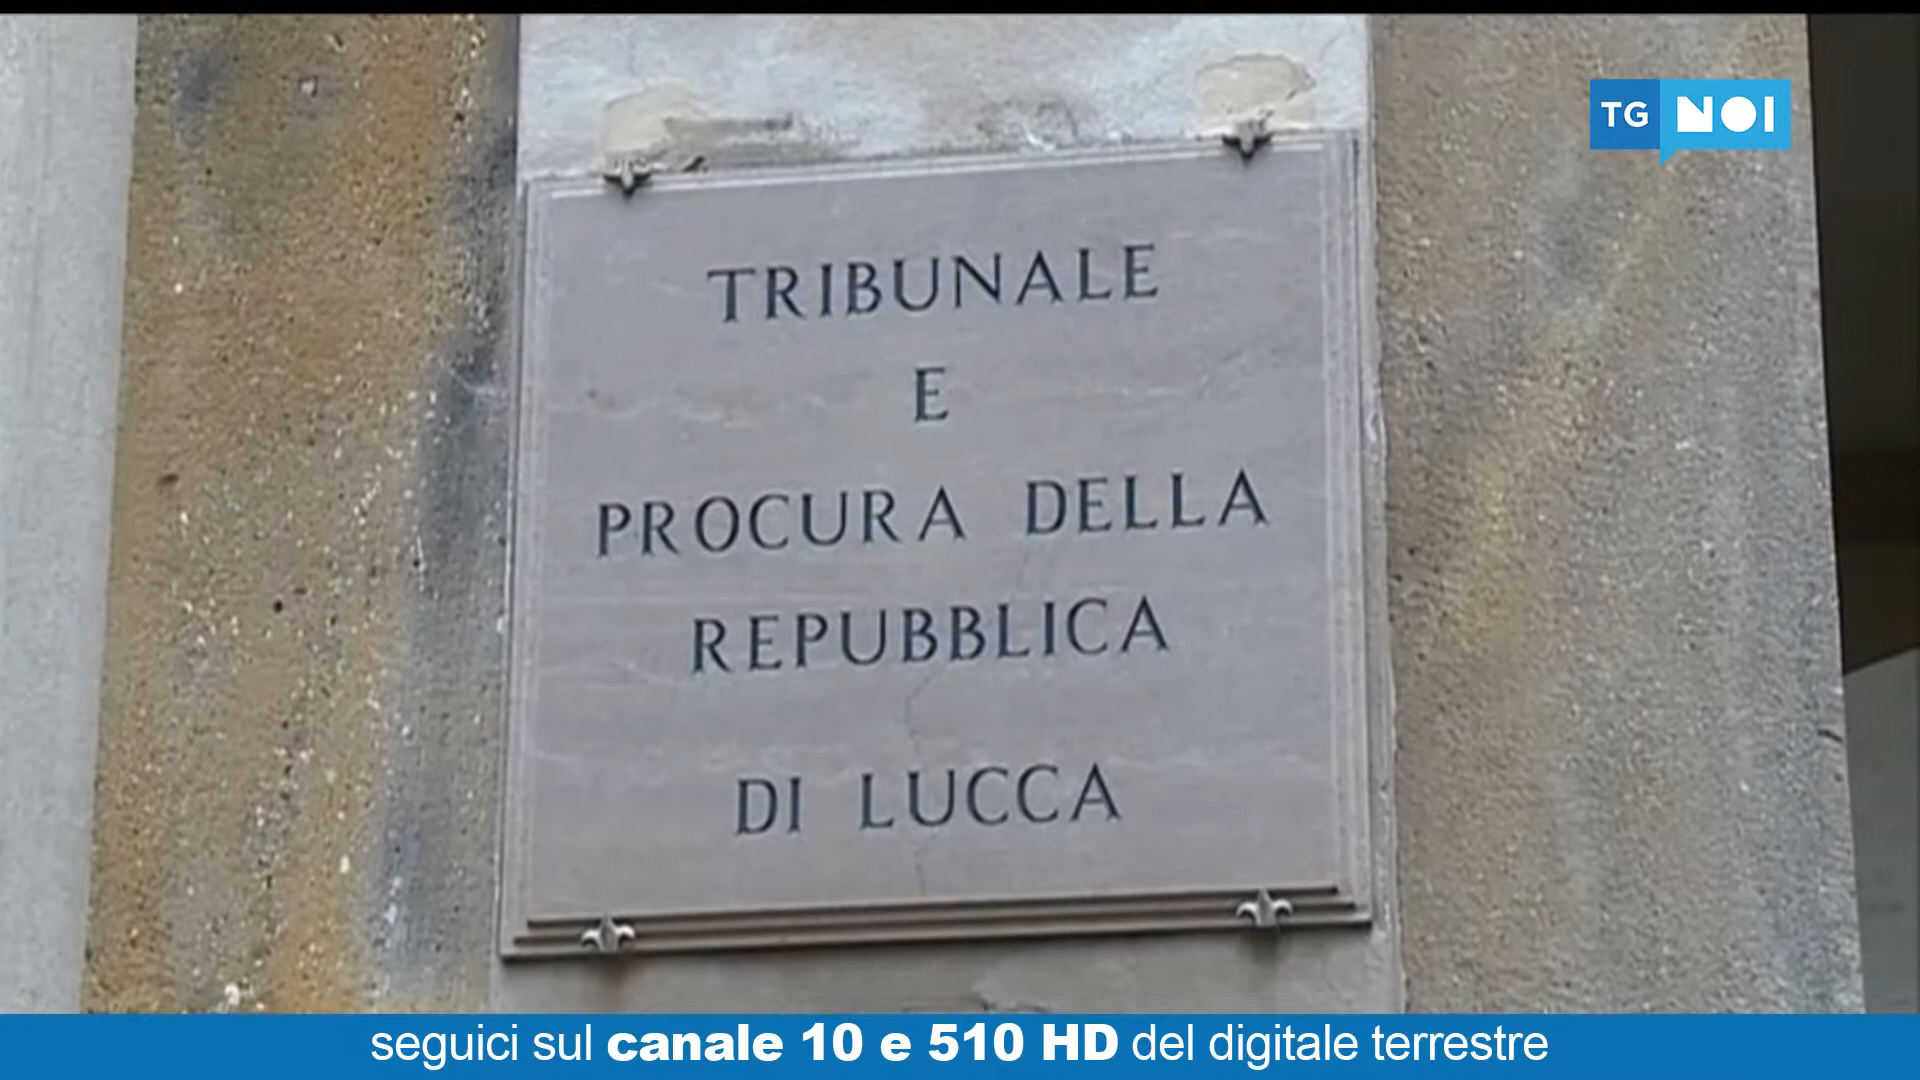 TG NOI
TRIBUNALE
E
PROCURA DELLA
REPUBBLICA
DI LUCCA
seguici sul canale 10 e 510 HD del digitale terrestre